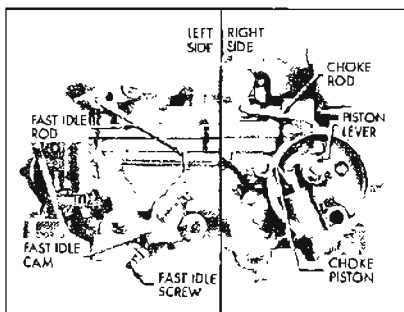 LEFT
SIDE
RIGHT
SIDE
CHOKE
ROD
FAST IDLE
ROD
PISTON
LEVER
FAST IDLE
CAM
FAST IDLE
SCREW
CHOKE
PISTON